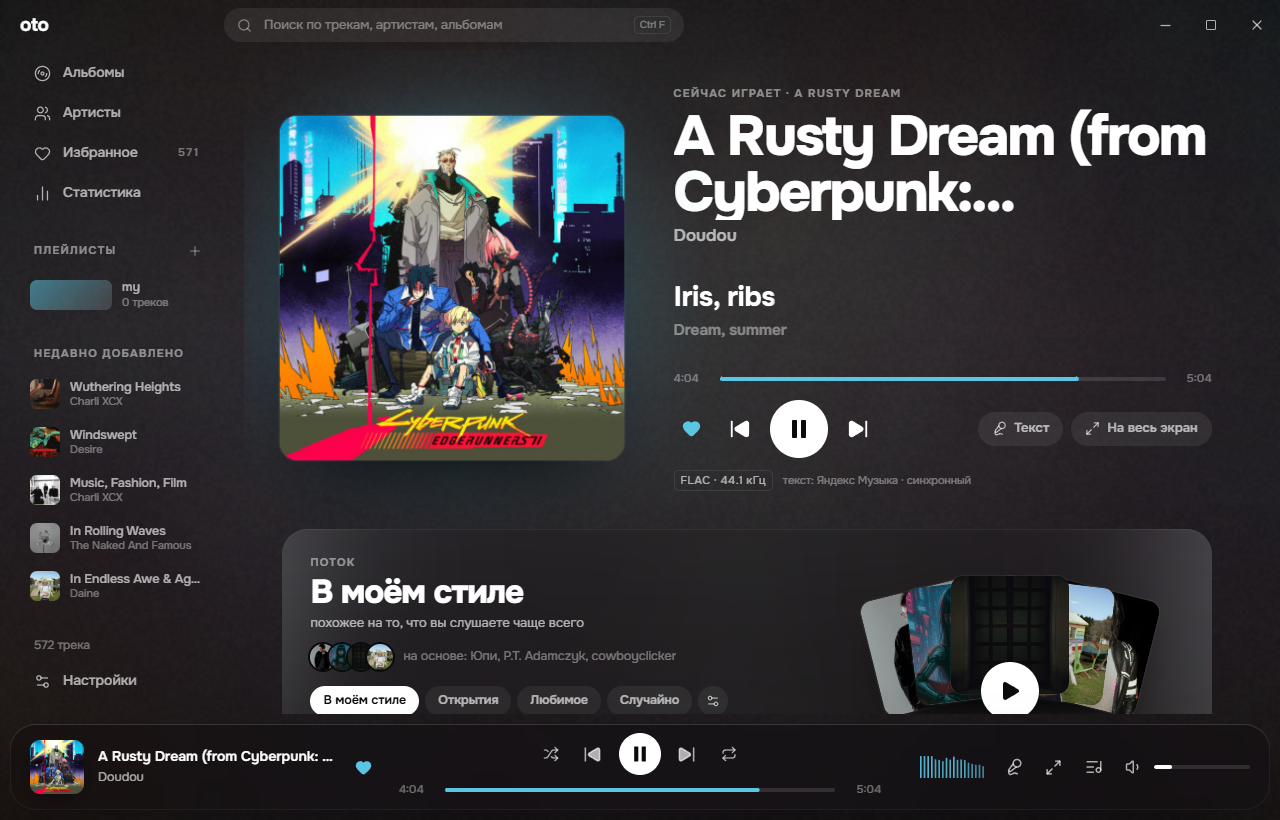 oto
Поиск по трекам, артистам, альбомам
Ctrl F
Альбомы
Артисты
Избранное 571
Статистика
ПЛЕЙЛИСТЫ
my
0 треков
НЕДАВНО ДОБАВЛЕНО
Wuthering Heights
Charli XCX
Windswept
Desire
Music, Fashion, Film
Charli XCX
In Rolling Waves
The Naked And Famous
In Endless Awe & Ag...
Daine
572 трека
Настройки
CYBERPUNK
EDGERUNNERS
СЕЙЧАС ИГРАЕТ · A RUSTY DREAM
A Rusty Dream (from
Cyberpunk:...
Doudou
Iris, ribs
Dream, summer
4:04 5:04
Текст
На весь экран
FLAC · 44.1 кГц
текст: Яндекс Музыка · синхронный
ПОТОК
В моём стиле
похожее на то, что вы слушаете чаще всего
на основе: Юпи, P.T. Adamczyk, cowboyclicker
В моём стиле Открытия Любимое Случайно
A Rusty Dream (from Cyberpunk: ...
Doudou
4:04 5:04